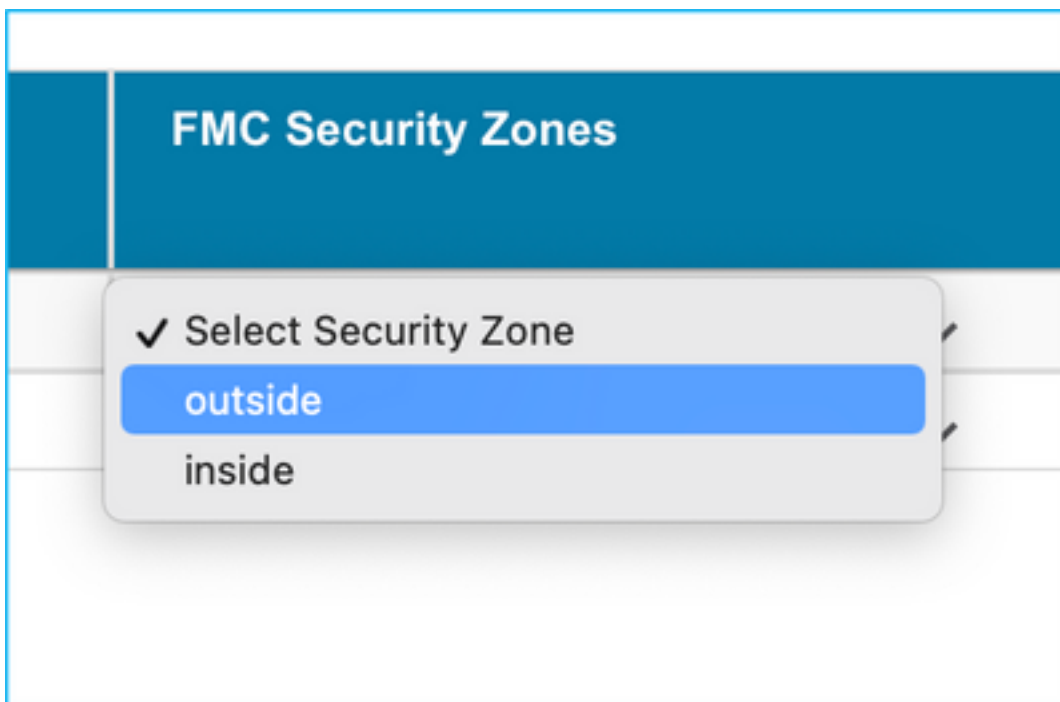 FMC Security Zones
✓ Select Security Zone
outside
inside